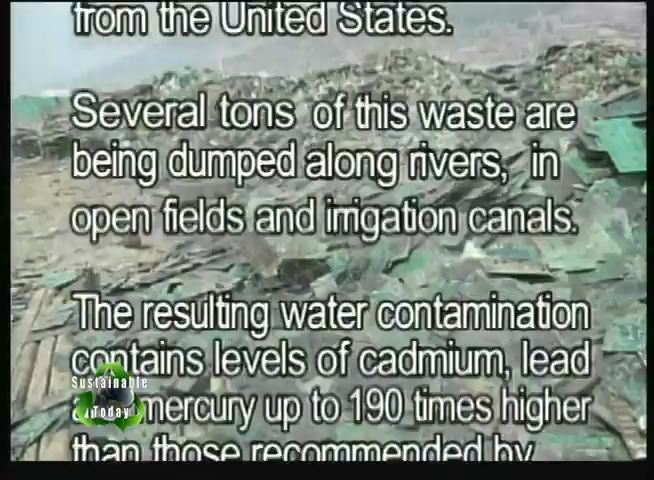 from the United States.
Several tons of this waste are
being dumped along rivers, in
open fields and irrigation canals.
The resulting water contamination
contains levels of cadmium, lead
mercury up to 190 times higher
than those recommended by
Sustainable
Today